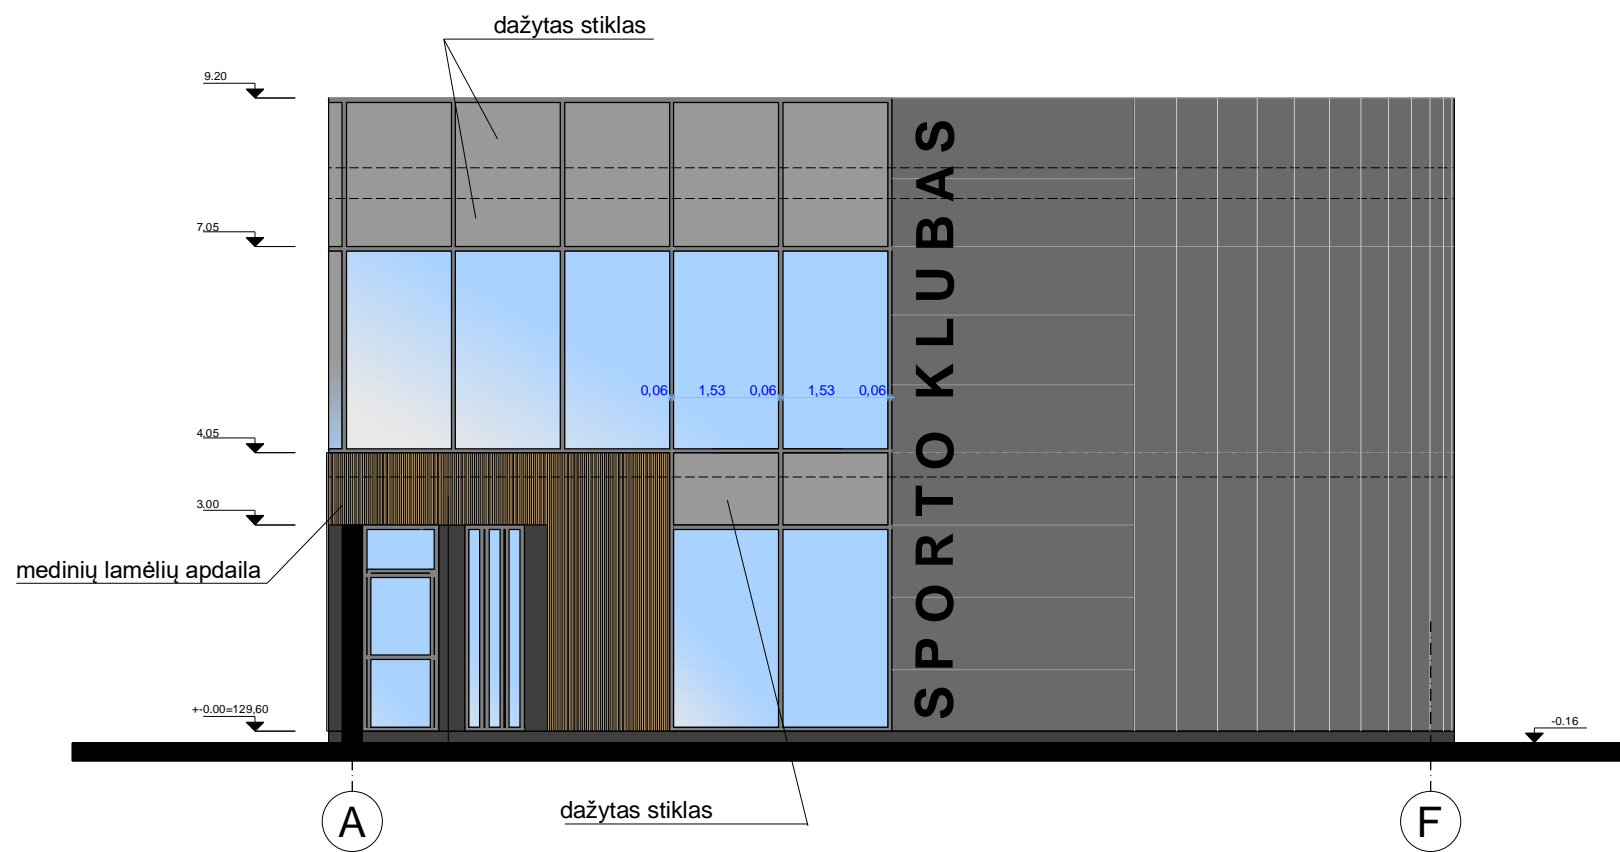 dažytas stiklas
9.20
7,05
0,06 1,53 0,06 1,53 0,06
4,05
3.00
medinių lamėlių apdaila
SPORTO KLUBAS
+-0.00=129,60
-0.16
dažytas stiklas
A
F